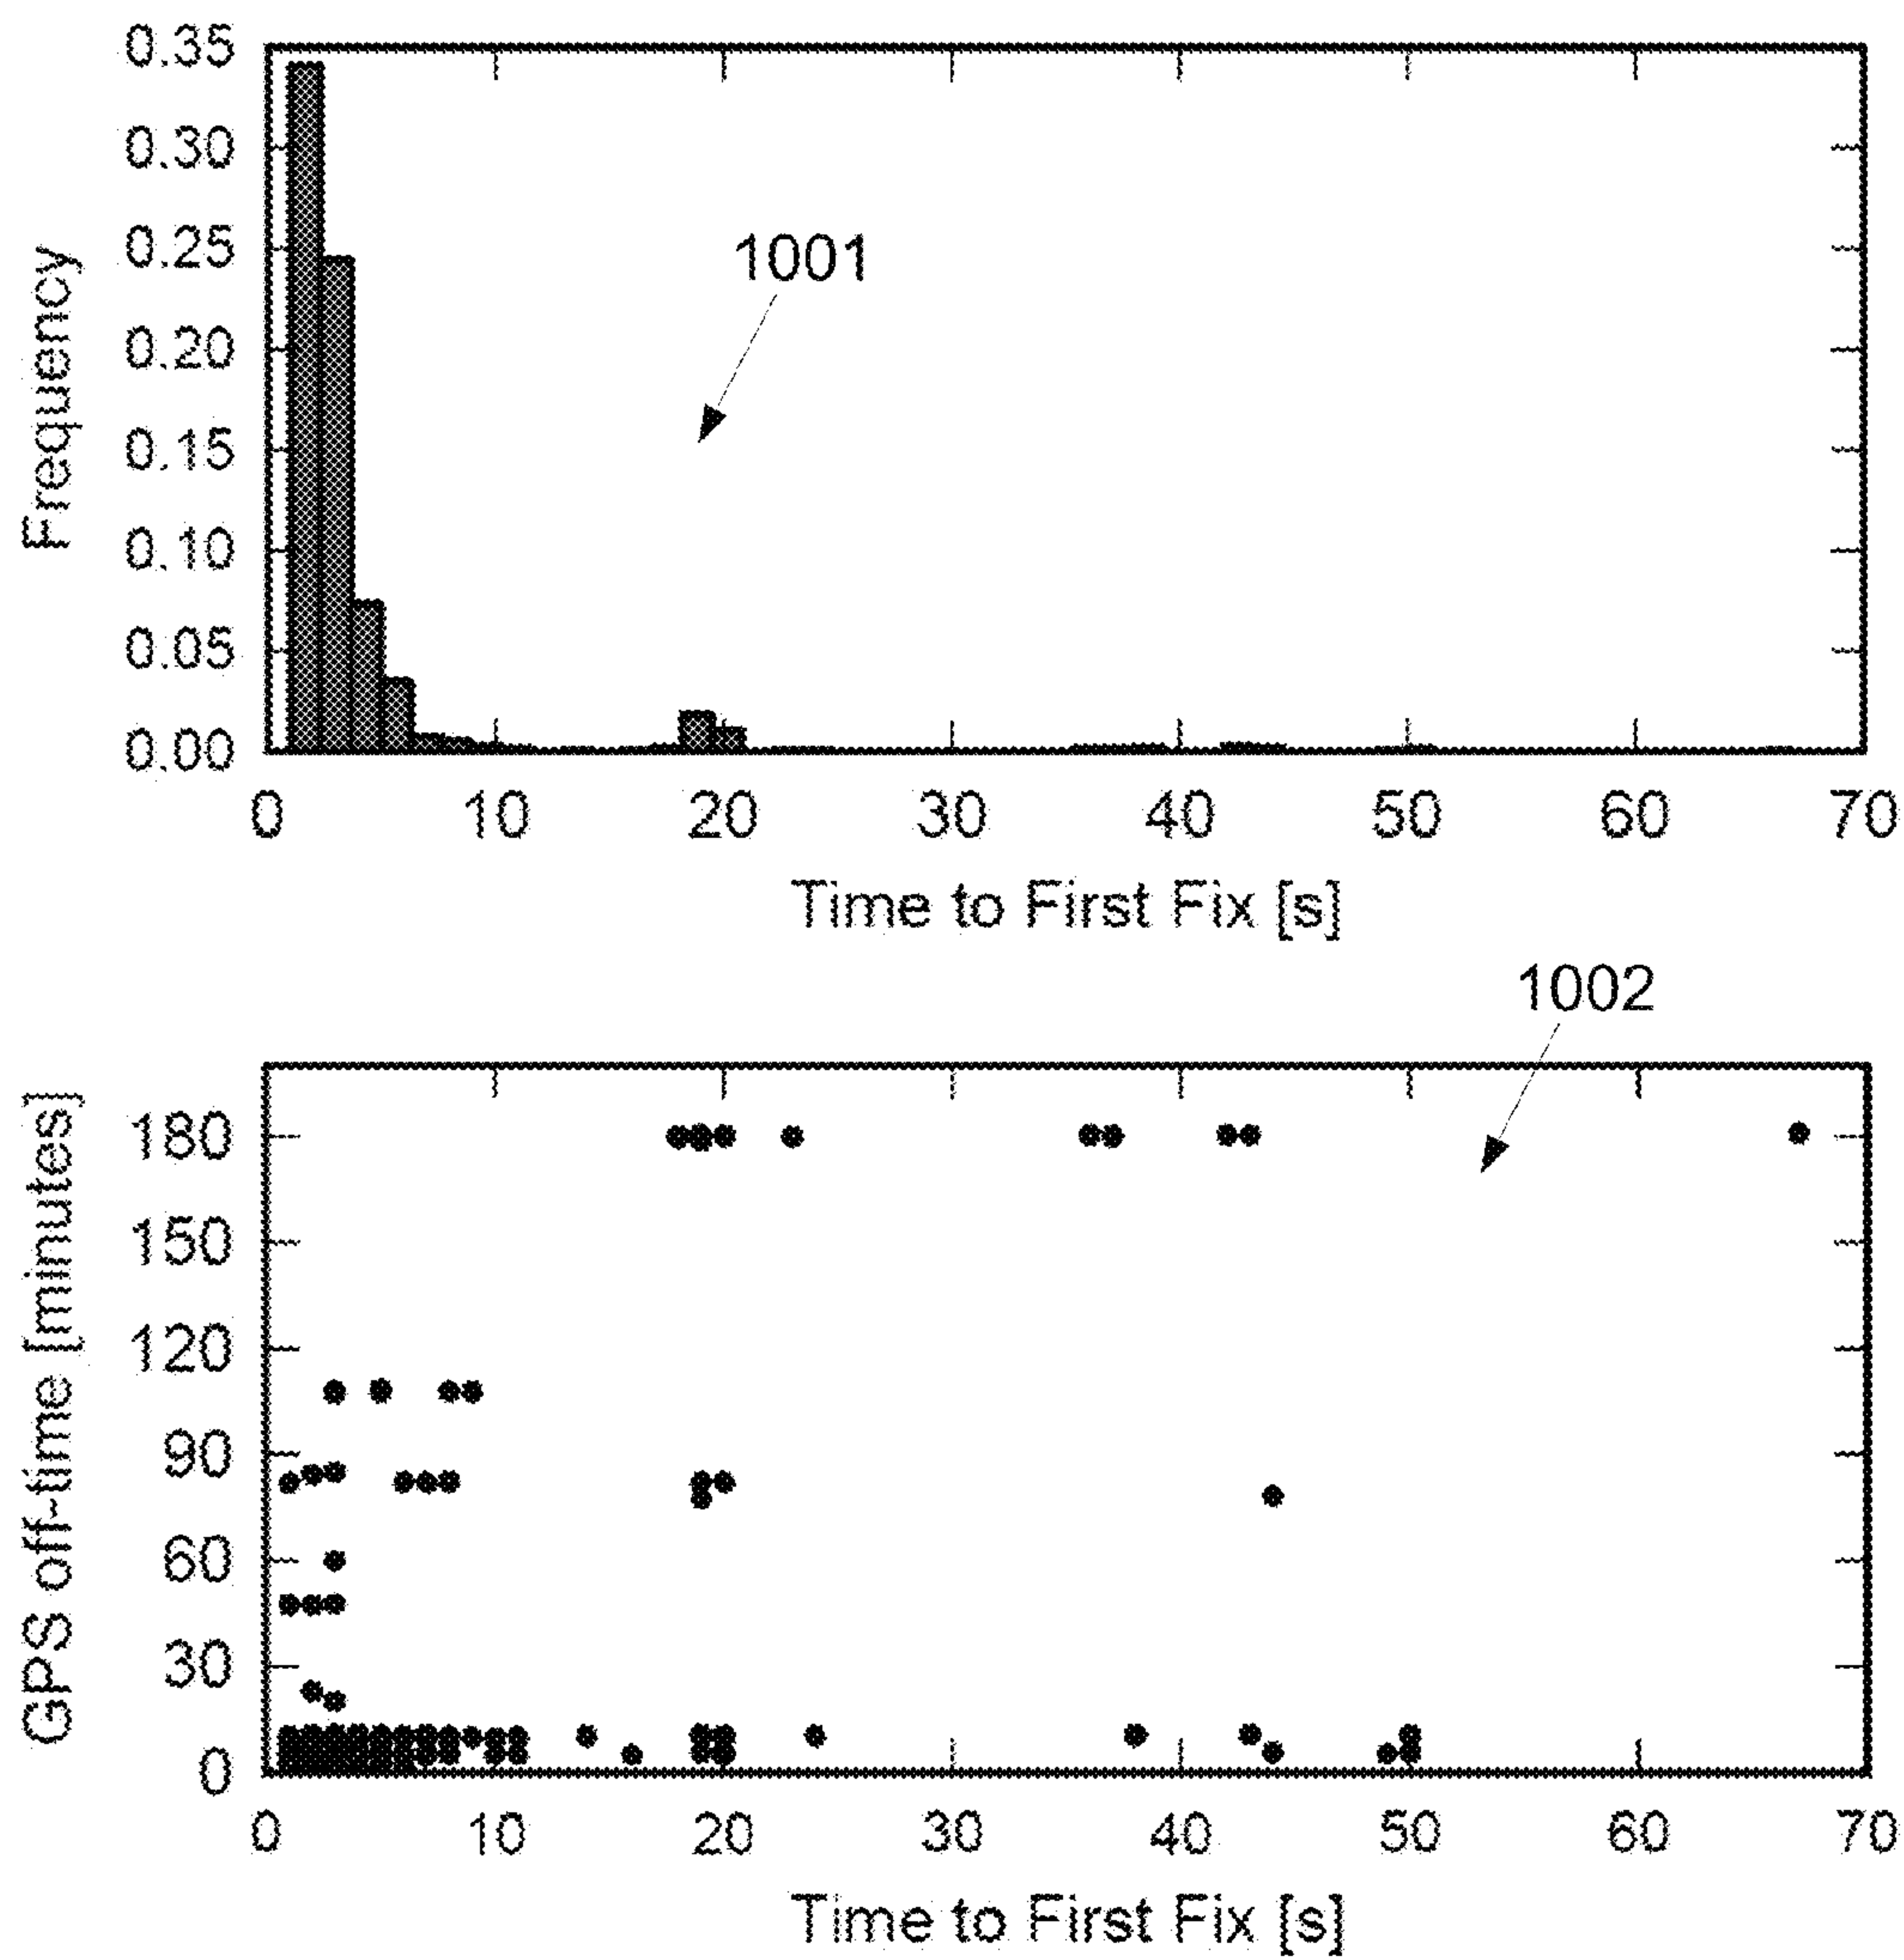 0.35
0.30
0.25
0.20
0.15
0.10
0.05
0.00
Frequency
1001
0 10 20 30 40 50 60 70
Time to First Fix [s]
1002
180
150
120
90
60
30
0
GPS off-time [minutes]
0 10 20 30 40 50 60 70
Time to First Fix [s]